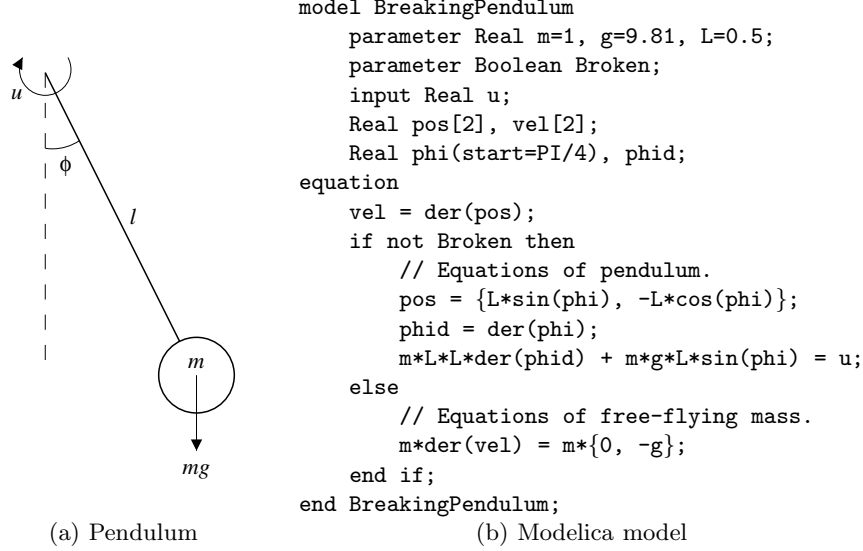 u
ϕ
l
m
mg
(a) Pendulum
model BreakingPendulum
    parameter Real m=1, g=9.81, L=0.5;
    parameter Boolean Broken;
    input Real u;
    Real pos[2], vel[2];
    Real phi(start=PI/4), phid;
equation
    vel = der(pos);
    if not Broken then
        // Equations of pendulum.
        pos = {L*sin(phi), -L*cos(phi)};
        phid = der(phi);
        m*L*L*der(phid) + m*g*L*sin(phi) = u;
    else
        // Equations of free-flying mass.
        m*der(vel) = m*{0, -g};
    end if;
end BreakingPendulum;
(b) Modelica model